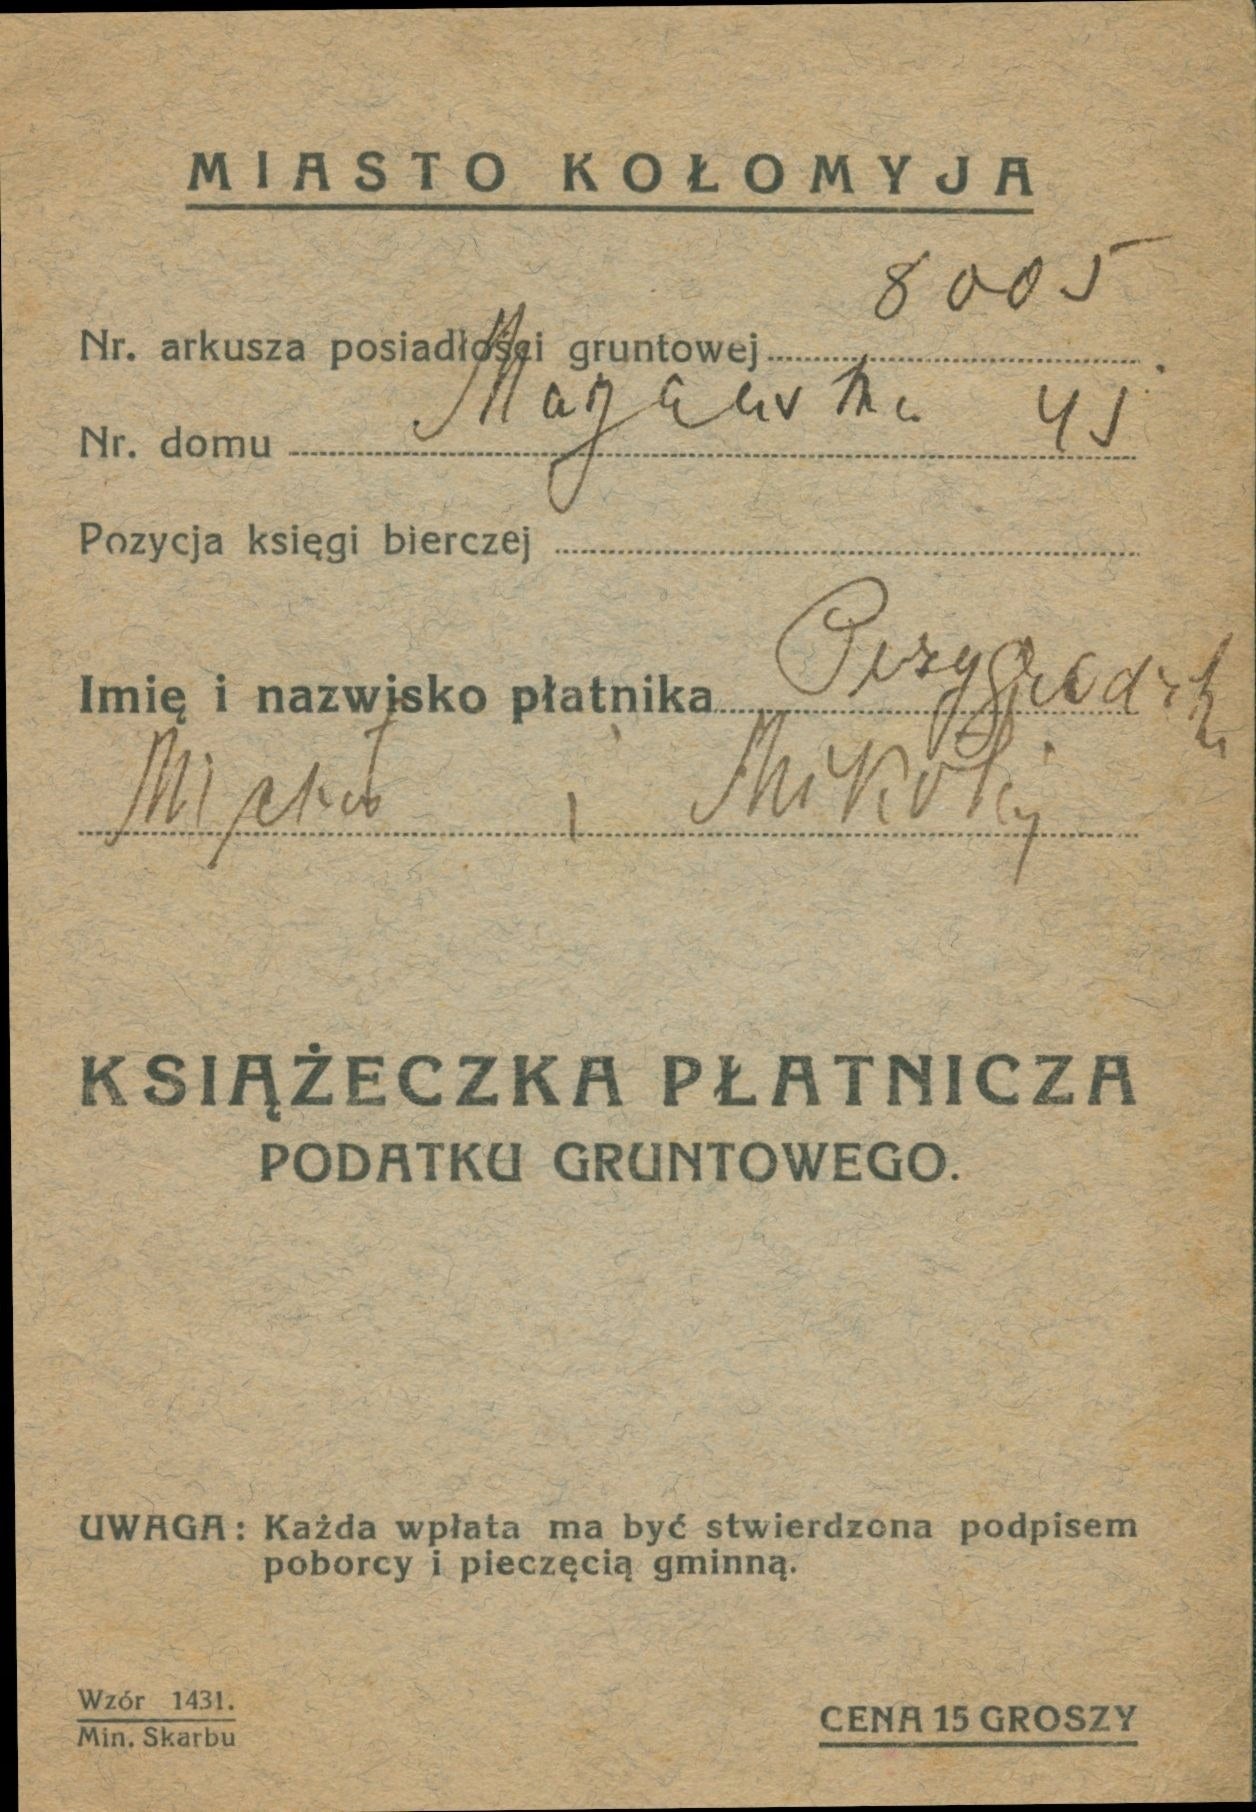 MIASTO KOŁOMYJA
Nr. arkusza posiadłości gruntowej 8005
Nr. domu 45
Pozycja księgi bierczej
Imię i nazwisko płatnika
i Mikołaj
KSIĄŻECZKA PŁATNICZA
PODATKU GRUNTOWEGO.
UWAGA: Każda wpłata ma być stwierdzona podpisem
poborcy i pieczęcią gminną.
Wzór 1431.
Min. Skarbu
CENA 15 GROSZY